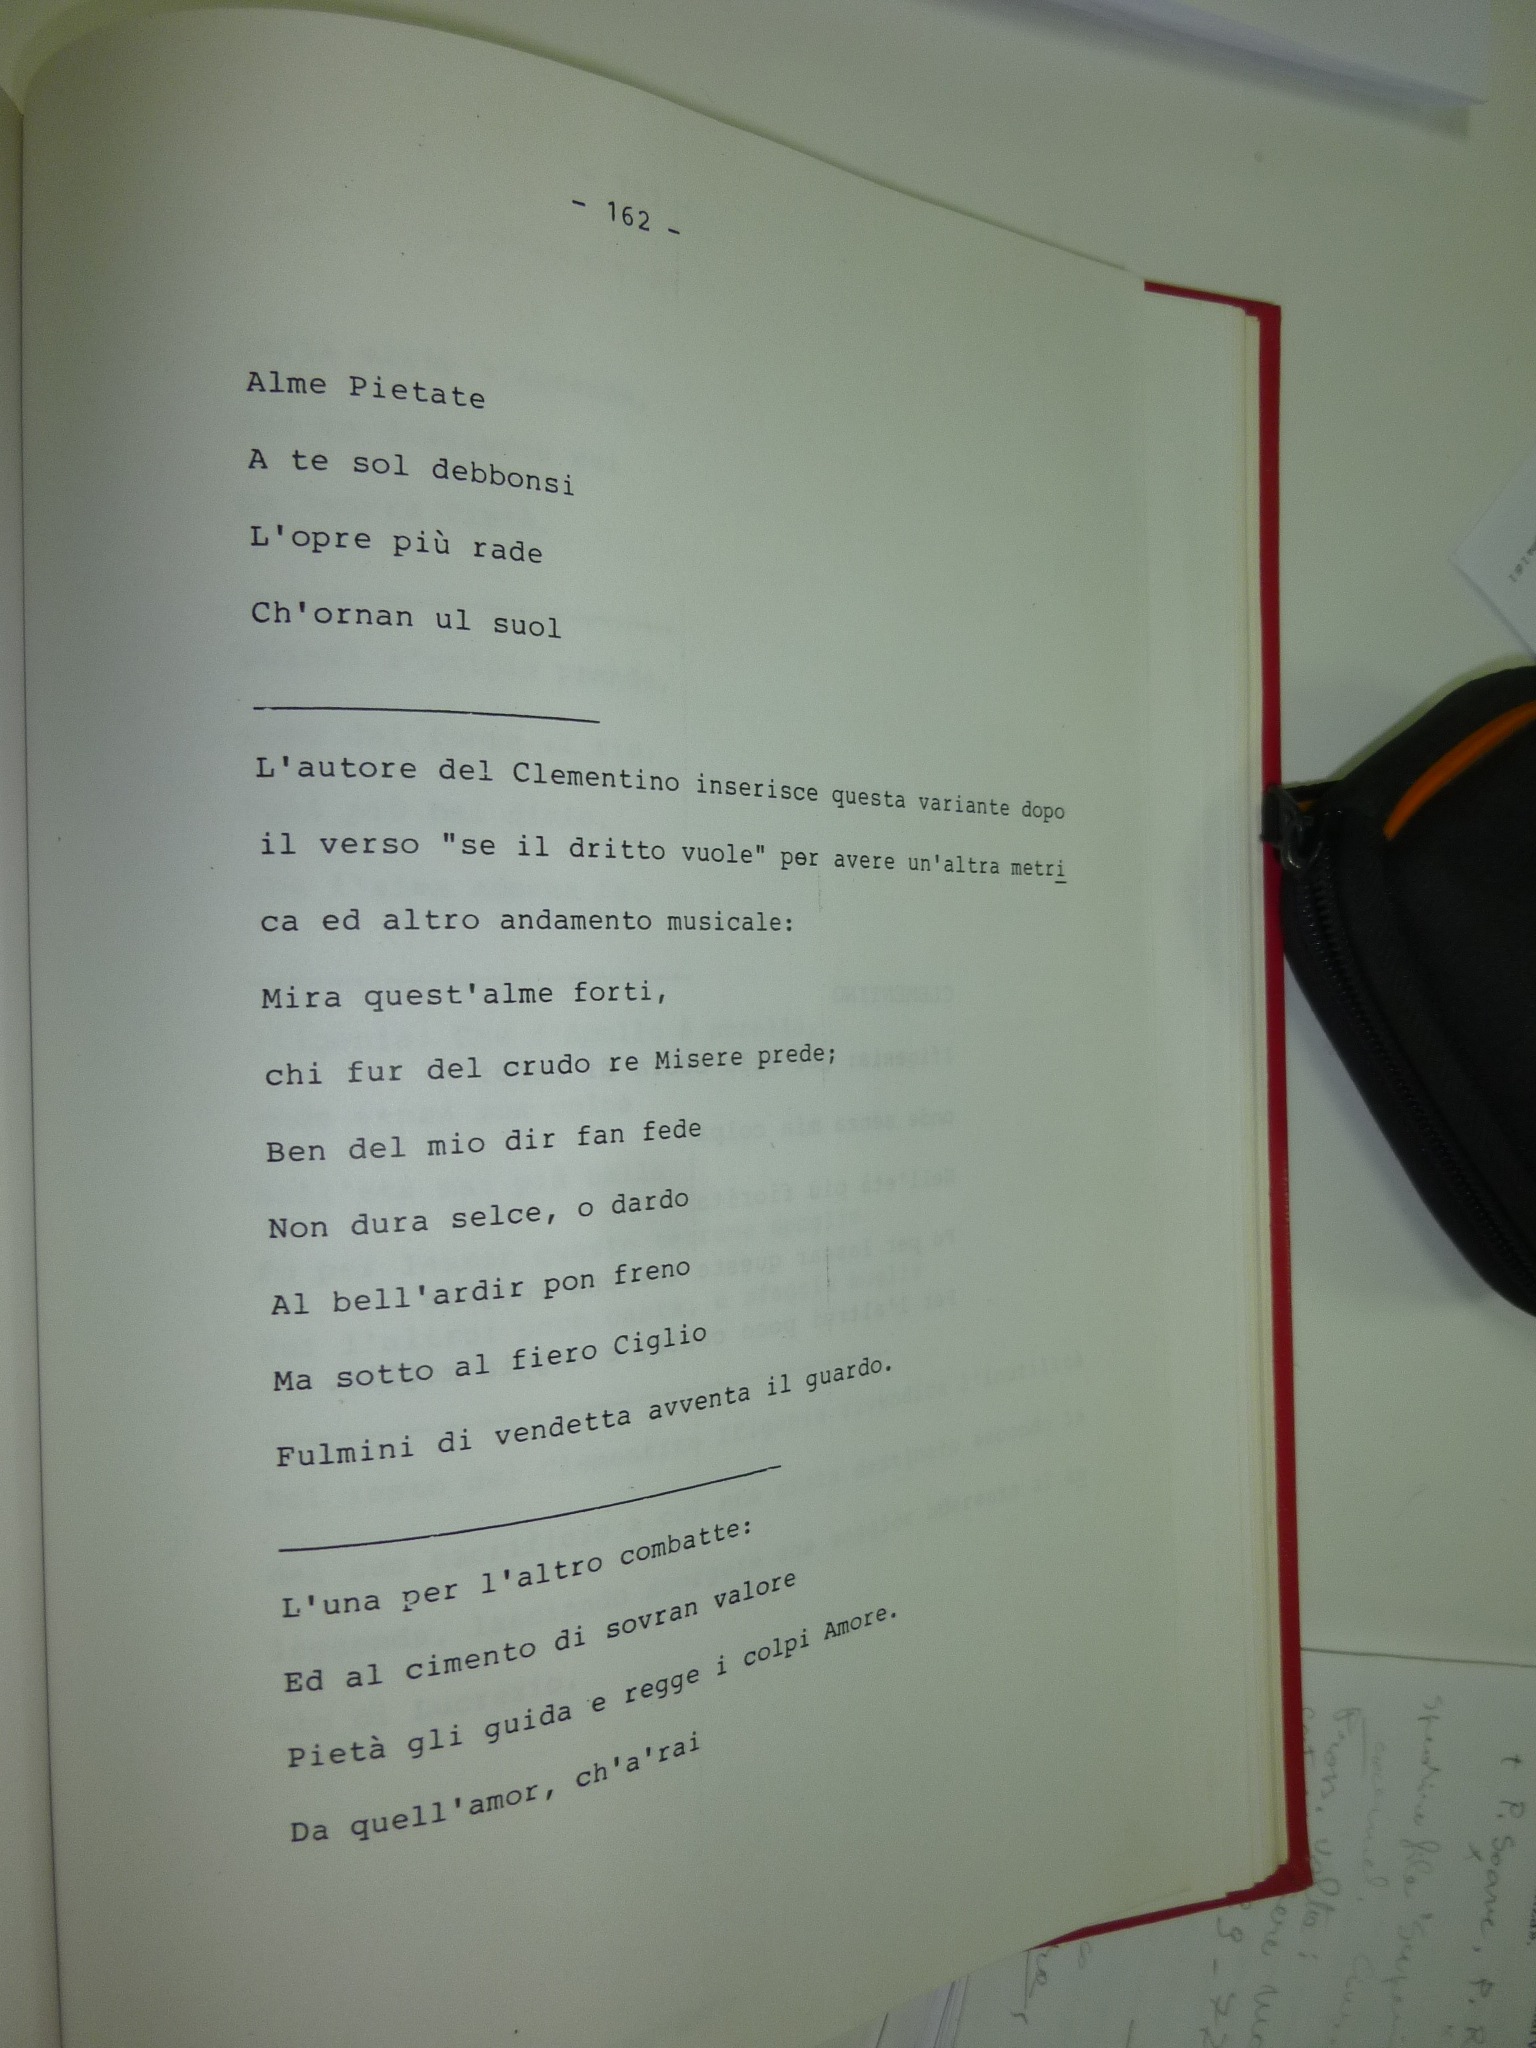 - 162 -
Alme Pietate
A te sol debbonsi
L'opre più rade
Ch'ornan ul suol
L'autore del Clementino inserisce questa variante dopo
il verso "se il dritto vuole" per avere un'altra metri
ca ed altro andamento musicale:
Mira quest'alme forti,
chi fur del crudo re Misere prede;
Ben del mio dir fan fede
Non dura selce, o dardo
Al bell'ardir pon freno
Ma sotto al fiero Ciglio
Fulmini di vendetta avventa il guardo.
L'una per l'altro combatte:
Ed al cimento di sovran valore
Pietà gli guida e regge i colpi Amore.
Da quell'amor, ch'a'rai